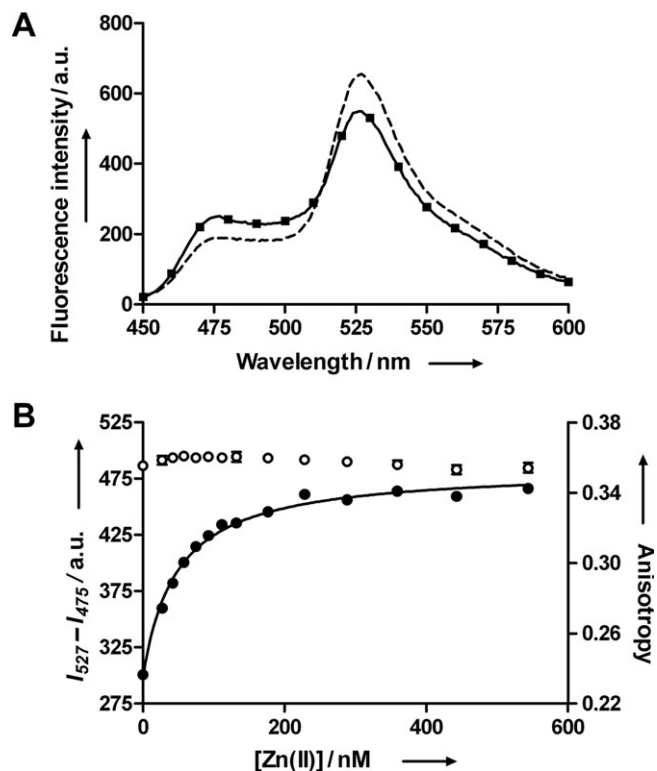 A
800
600
400
200
0
Fluorescence intensity / a.u.
450 475 500 525 550 575 600
Wavelength / nm
B
525
475
425
375
325
275
I527 – I475 / a.u.
0.38
0.34
0.30
0.26
0.22
Anisotropy
0 200 400 600
[Zn(II)] / nM